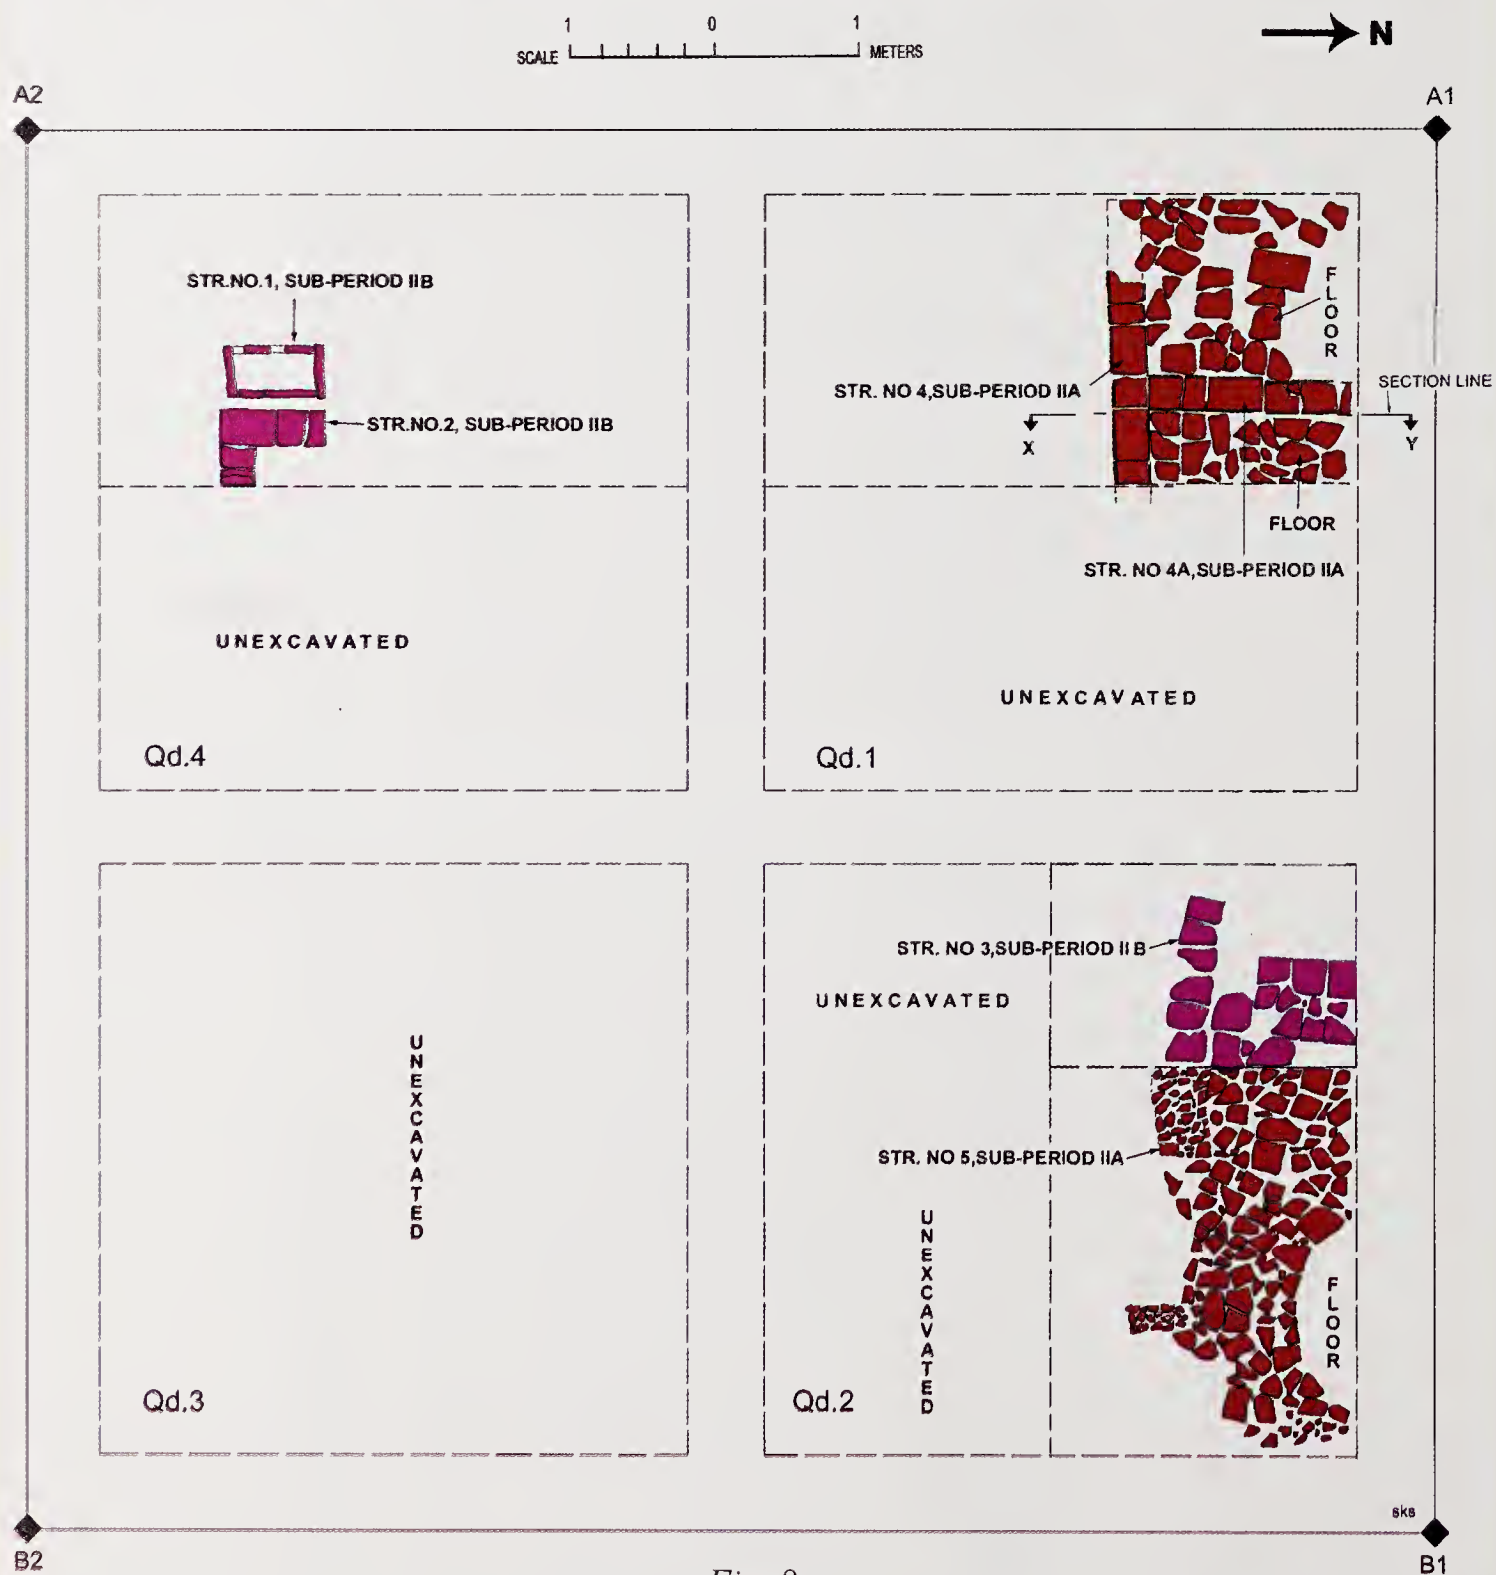 1 0 1
SCALE METERS
N
A2
A1
STR.NO.1, SUB-PERIOD IIB
STR.NO.2, SUB-PERIOD IIB
UNEXCAVATED
Qd.4
FLOOR
STR. NO 4,SUB-PERIOD IIA
SECTION LINE
X
Y
FLOOR
STR. NO 4A,SUB-PERIOD IIA
UNEXCAVATED
Qd.1
UNEXCAVATED
Qd.3
STR. NO 3,SUB-PERIOD II B
UNEXCAVATED
STR. NO 5,SUB-PERIOD IIA
UNEXCAVATED
FLOOR
Qd.2
sks
B2
B1